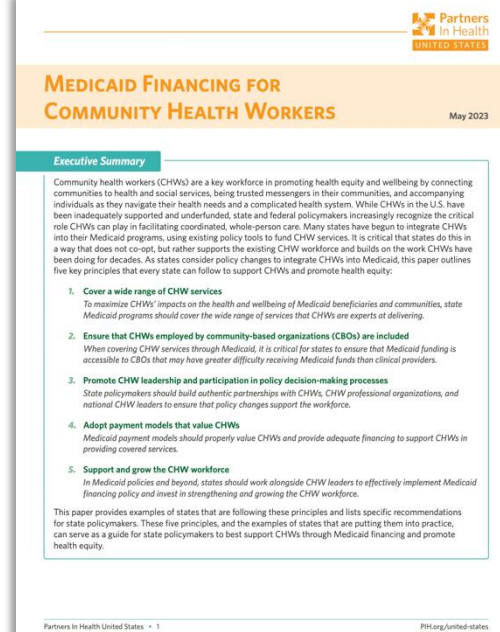 Partners
In Health
UNITED STATES
MEDICAID FINANCING FOR
COMMUNITY HEALTH WORKERS
May 2023
Executive Summary
Community health workers (CHWs) are a key workforce in promoting health equity and wellbeing by connecting
communities to health and social services, being trusted messengers in their communities, and accompanying
individuals as they navigate their health needs and a complicated health system. While CHWs in the U.S. have
been inadequately supported and underfunded, state and federal policymakers increasingly recognize the critical
role CHWs can play in facilitating coordinated, whole-person care. Many states have begun to integrate CHWs
into their Medicaid programs, using existing policy tools to fund CHW services. It is critical that states do this in
a way that does not co-opt, but rather supports the existing CHW workforce and builds on the work CHWs have
been doing for decades. As states consider policy changes to integrate CHWs into Medicaid, this paper outlines
five key principles that every state can follow to support CHWs and promote health equity:
1. Cover a wide range of CHW services
To maximize CHWs' impacts on the health and wellbeing of Medicaid beneficiaries and communities, state
Medicaid programs should cover the wide range of services that CHWs are experts at delivering.
2. Ensure that CHWs employed by community-based organizations (CBOs) are included
When covering CHW services through Medicaid, it is critical for states to ensure that Medicaid funding is
accessible to CBOs that may have greater difficulty receiving Medicaid funds than clinical providers.
3. Promote CHW leadership and participation in policy decision-making processes
State policymakers should build authentic partnerships with CHWs, CHW professional organizations, and
national CHW leaders to ensure that policy changes support the workforce.
4. Adopt payment models that value CHWs
Medicaid payment models should properly value CHWs and provide adequate financing to support CHWs in
providing covered services.
5. Support and grow the CHW workforce
In Medicaid policies and beyond, states should work alongside CHW leaders to effectively implement Medicaid
financing policy and invest in strengthening and growing the CHW workforce.
This paper provides examples of states that are following these principles and lists specific recommendations
for state policymakers. These five principles, and the examples of states that are putting them into practice,
can serve as a guide for state policymakers to best support CHWs through Medicaid financing and promote
health equity.
Partners In Health United States • 1
PIH.org/united-states